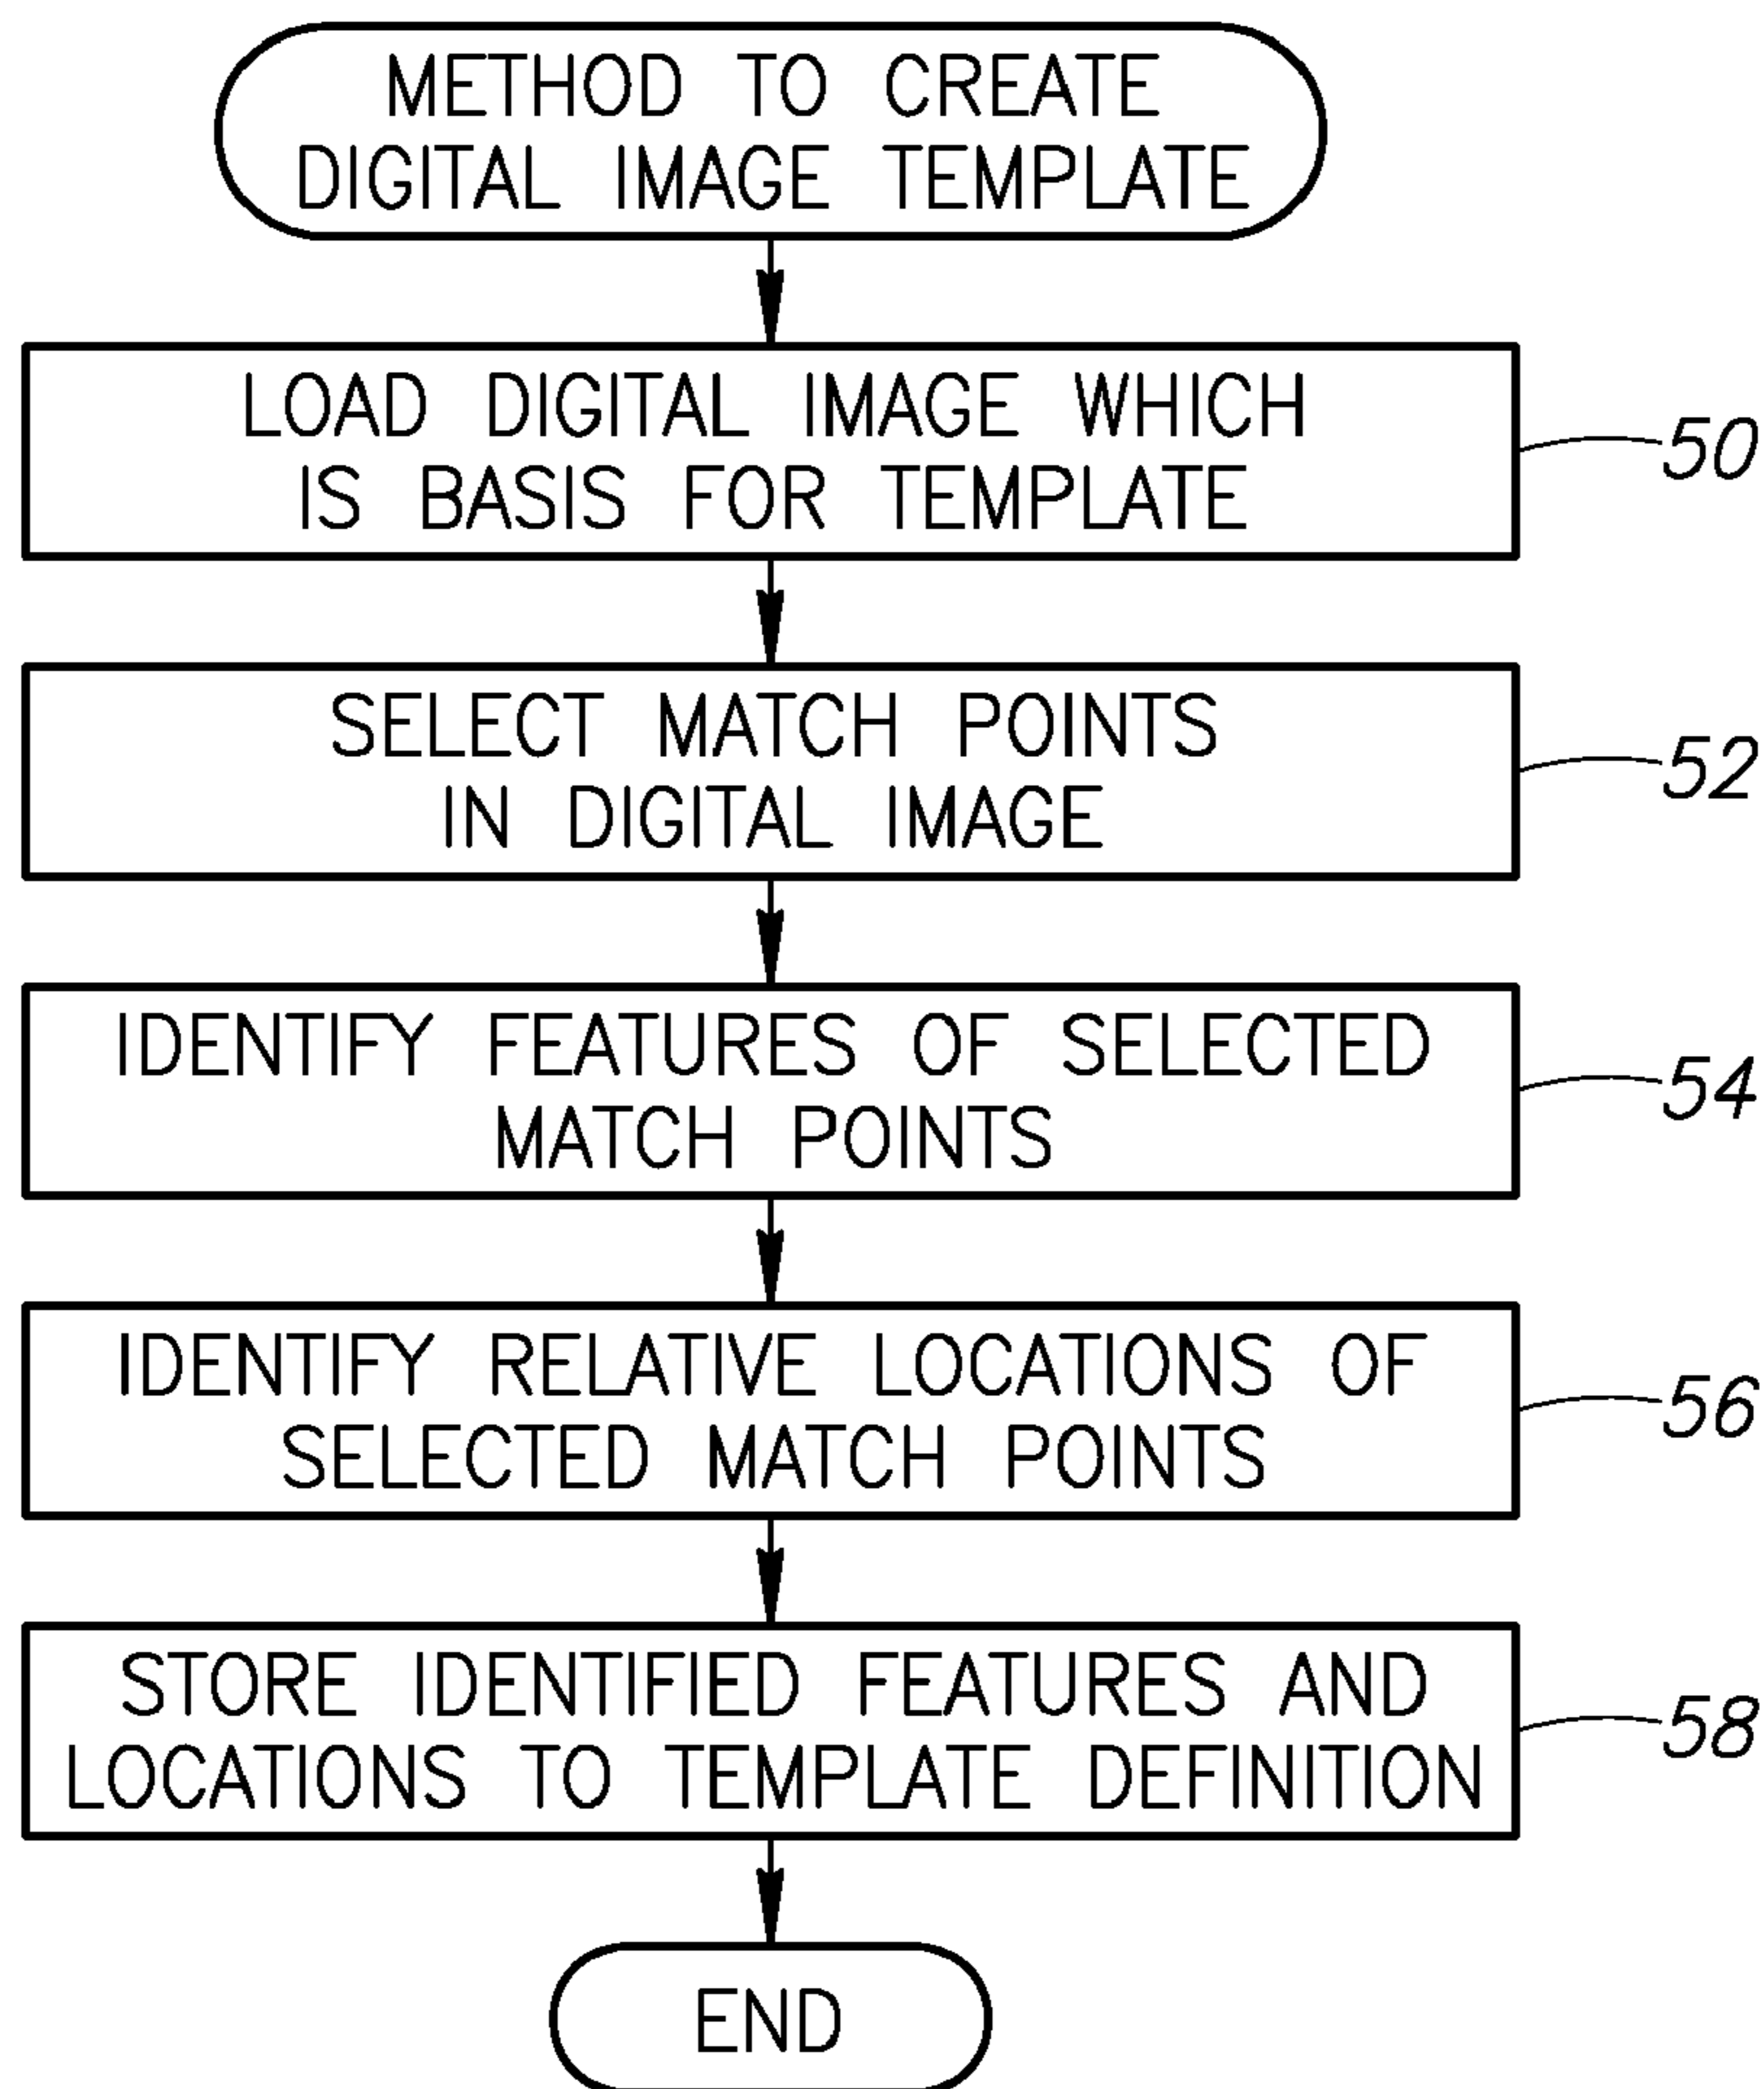 METHOD TO CREATE
DIGITAL IMAGE TEMPLATE
LOAD DIGITAL IMAGE WHICH
IS BASIS FOR TEMPLATE
50
SELECT MATCH POINTS
IN DIGITAL IMAGE
52
IDENTIFY FEATURES OF SELECTED
MATCH POINTS
54
IDENTIFY RELATIVE LOCATIONS OF
SELECTED MATCH POINTS
56
STORE IDENTIFIED FEATURES AND
LOCATIONS TO TEMPLATE DEFINITION
58
END